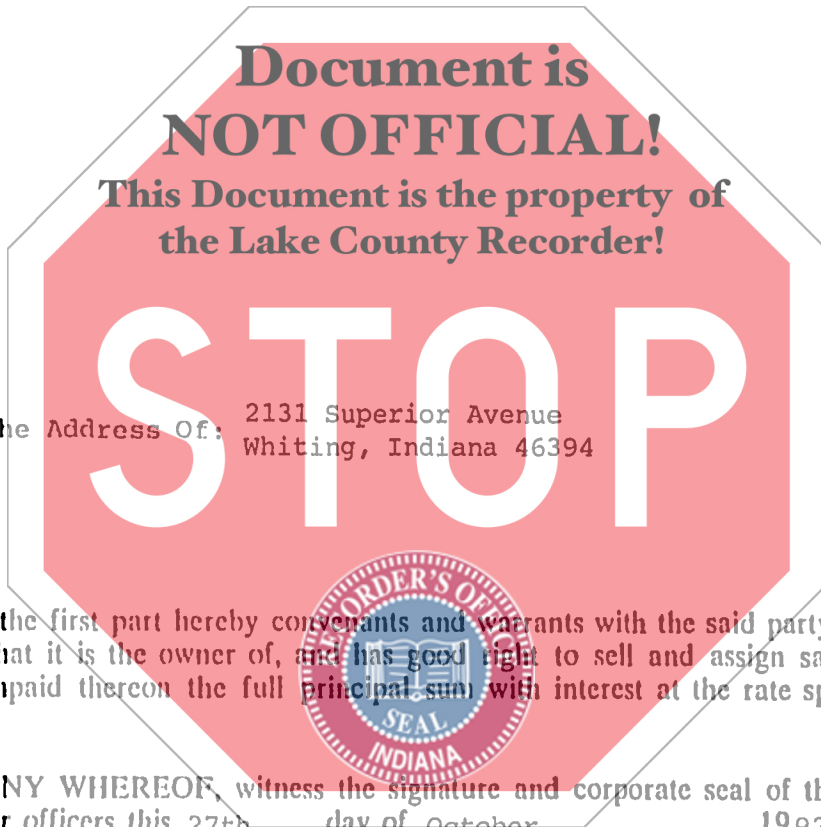 Document is
NOT OFFICIAL!
This Document is the property of
the Lake County Recorder!
STOP
he Address Of: 2131 Superior Avenue
Whiting, Indiana 46394
RECORDER'S OFFICE
SEAL
INDIANA
the first part hereby convenants and warrants with the said party
hat it is the owner of, and has good right to sell and assign sa
npaid thereon the full principal sum with interest at the rate sp
NY WHEREOF, witness the signature and corporate seal of th
r officers this 27th day of October 199